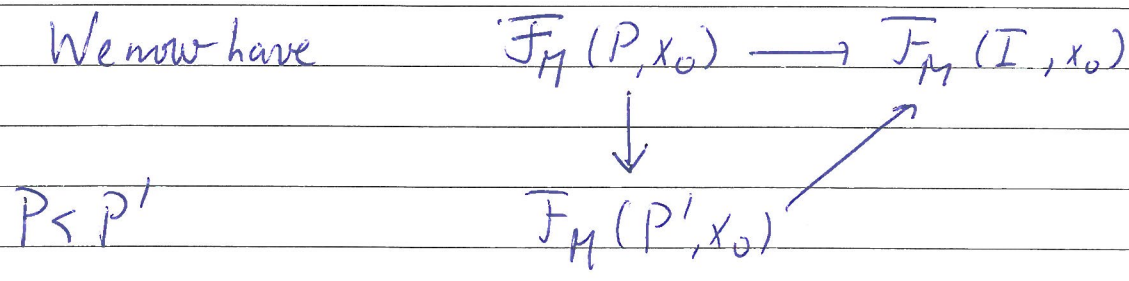 We now have F_M (P, x_0) ⟶ F_M (I, x_0)
↓ ↗
P < P' F_M (P', x_0)